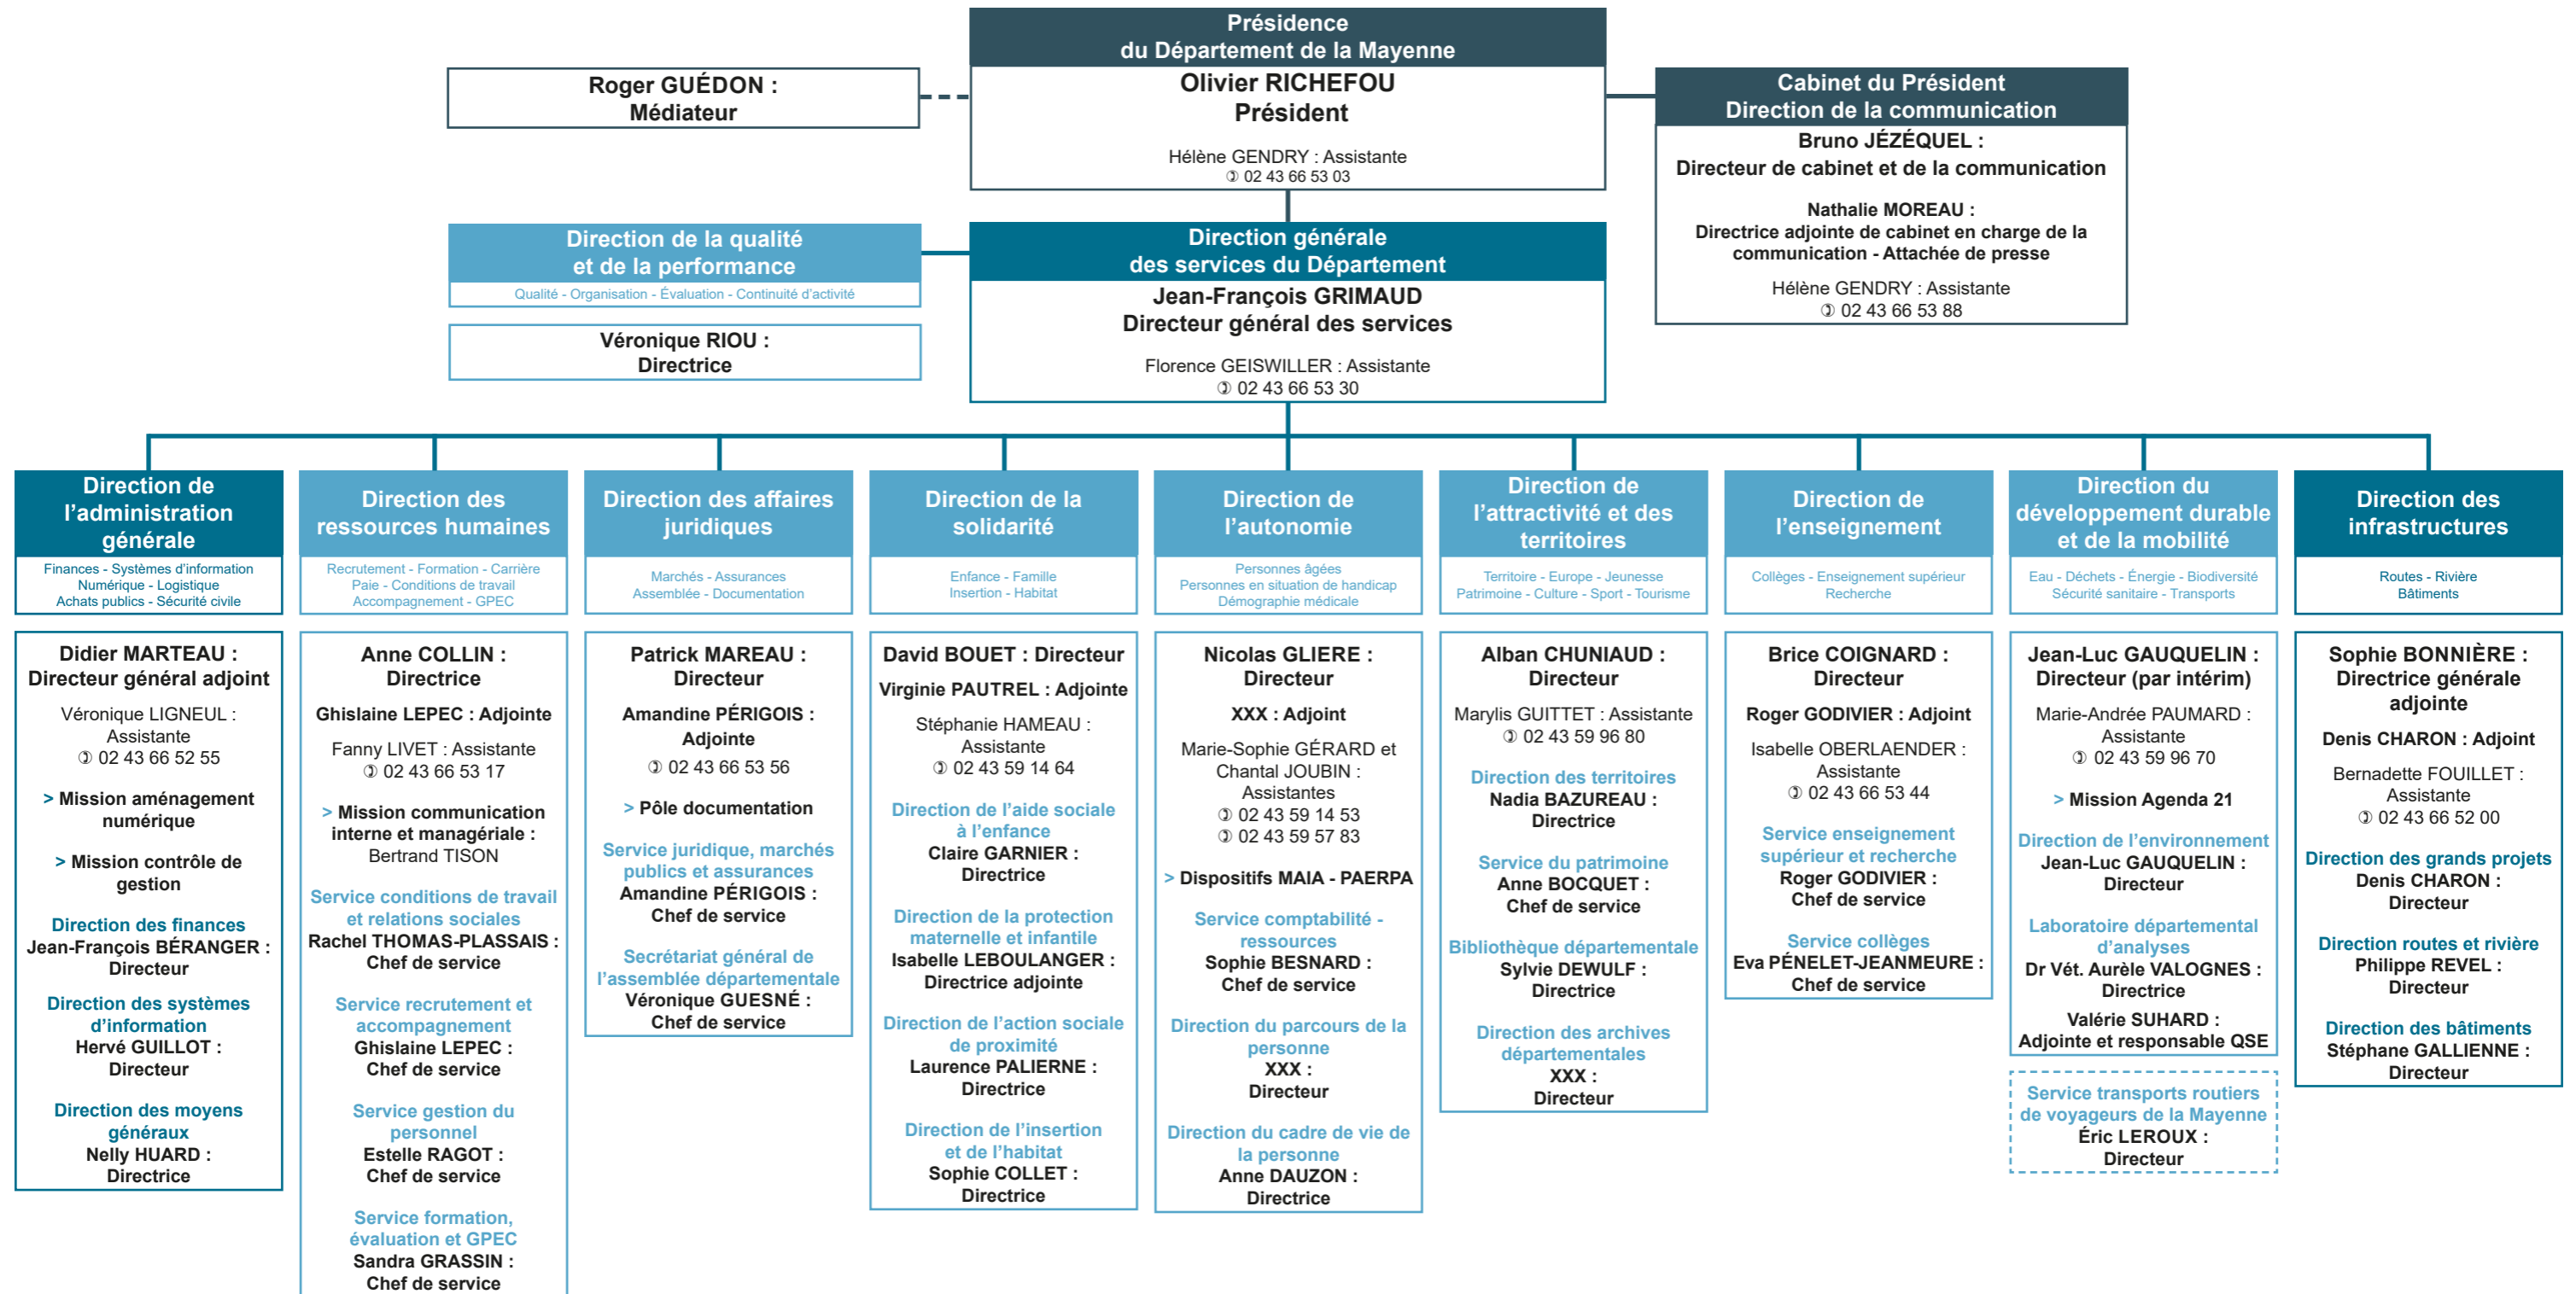 Présidence
du Département de la Mayenne
Olivier RICHEFOU
Président
Hélène GENDRY : Assistante
✆ 02 43 66 53 03
Roger GUÉDON :
Médiateur
Cabinet du Président
Direction de la communication
Bruno JÉZÉQUEL :
Directeur de cabinet et de la communication
Nathalie MOREAU :
Directrice adjointe de cabinet en charge de la
communication - Attachée de presse
Hélène GENDRY : Assistante
✆ 02 43 66 53 88
Direction de la qualité
et de la performance
Qualité - Organisation - Évaluation - Continuité d’activité
Véronique RIOU :
Directrice
Direction générale
des services du Département
Jean-François GRIMAUD
Directeur général des services
Florence GEISWILLER : Assistante
✆ 02 43 66 53 30
Direction de
l’administration
générale
Finances - Systèmes d’information
Numérique - Logistique
Achats publics - Sécurité civile
Didier MARTEAU :
Directeur général adjoint
Véronique LIGNEUL :
Assistante
✆ 02 43 66 52 55
> Mission aménagement
numérique
> Mission contrôle de
gestion
Direction des finances
Jean-François BÉRANGER :
Directeur
Direction des systèmes
d’information
Hervé GUILLOT :
Directeur
Direction des moyens
généraux
Nelly HUARD :
Directrice
Direction des
ressources humaines
Recrutement - Formation - Carrière
Paie - Conditions de travail
Accompagnement - GPEC
Anne COLLIN :
Directrice
Ghislaine LEPEC : Adjointe
Fanny LIVET : Assistante
✆ 02 43 66 53 17
> Mission communication
interne et managériale :
Bertrand TISON
Service conditions de travail
et relations sociales
Rachel THOMAS-PLASSAIS :
Chef de service
Service recrutement et
accompagnement
Ghislaine LEPEC :
Chef de service
Service gestion du
personnel
Estelle RAGOT :
Chef de service
Service formation,
évaluation et GPEC
Sandra GRASSIN :
Chef de service
Direction des affaires
juridiques
Marchés - Assurances
Assemblée - Documentation
Patrick MAREAU :
Directeur
Amandine PÉRIGOIS :
Adjointe
✆ 02 43 66 53 56
> Pôle documentation
Service juridique, marchés
publics et assurances
Amandine PÉRIGOIS :
Chef de service
Secrétariat général de
l’assemblée départementale
Véronique GUESNÉ :
Chef de service
Direction de la
solidarité
Enfance - Famille
Insertion - Habitat
David BOUET : Directeur
Virginie PAUTREL : Adjointe
Stéphanie HAMEAU :
Assistante
✆ 02 43 59 14 64
Direction de l’aide sociale
à l’enfance
Claire GARNIER :
Directrice
Direction de la protection
maternelle et infantile
Isabelle LEBOULANGER :
Directrice adjointe
Direction de l’action sociale
de proximité
Laurence PALIERNE :
Directrice
Direction de l’insertion
et de l’habitat
Sophie COLLET :
Directrice
Direction de
l’autonomie
Personnes âgées
Personnes en situation de handicap
Démographie médicale
Nicolas GLIERE :
Directeur
XXX : Adjoint
Marie-Sophie GÉRARD et
Chantal JOUBIN :
Assistantes
✆ 02 43 59 14 53
✆ 02 43 59 57 83
> Dispositifs MAIA - PAERPA
Service comptabilité -
ressources
Sophie BESNARD :
Chef de service
Direction du parcours de la
personne
XXX :
Directeur
Direction du cadre de vie de
la personne
Anne DAUZON :
Directrice
Direction de
l’attractivité et des
territoires
Territoire - Europe - Jeunesse
Patrimoine - Culture - Sport - Tourisme
Alban CHUNIAUD :
Directeur
Marylis GUITTET : Assistante
✆ 02 43 59 96 80
Direction des territoires
Nadia BAZUREAU :
Directrice
Service du patrimoine
Anne BOCQUET :
Chef de service
Bibliothèque départementale
Sylvie DEWULF :
Directrice
Direction des archives
départementales
XXX :
Directeur
Direction de
l’enseignement
Collèges - Enseignement supérieur
Recherche
Brice COIGNARD :
Directeur
Roger GODIVIER : Adjoint
Isabelle OBERLAENDER :
Assistante
✆ 02 43 66 53 44
Service enseignement
supérieur et recherche
Roger GODIVIER :
Chef de service
Service collèges
Eva PÉNELET-JEANMEURE :
Chef de service
Direction du
développement durable
et de la mobilité
Eau - Déchets - Énergie - Biodiversité
Sécurité sanitaire - Transports
Jean-Luc GAUQUELIN :
Directeur (par intérim)
Marie-Andrée PAUMARD :
Assistante
✆ 02 43 59 96 70
> Mission Agenda 21
Direction de l’environnement
Jean-Luc GAUQUELIN :
Directeur
Laboratoire départemental
d’analyses
Dr Vét. Aurèle VALOGNES :
Directrice
Valérie SUHARD :
Adjointe et responsable QSE
Service transports routiers
de voyageurs de la Mayenne
Éric LEROUX :
Directeur
Direction des
infrastructures
Routes - Rivière
Bâtiments
Sophie BONNIÈRE :
Directrice générale
adjointe
Denis CHARON : Adjoint
Bernadette FOUILLET :
Assistante
✆ 02 43 66 52 00
Direction des grands projets
Denis CHARON :
Directeur
Direction routes et rivière
Philippe REVEL :
Directeur
Direction des bâtiments
Stéphane GALLIENNE :
Directeur